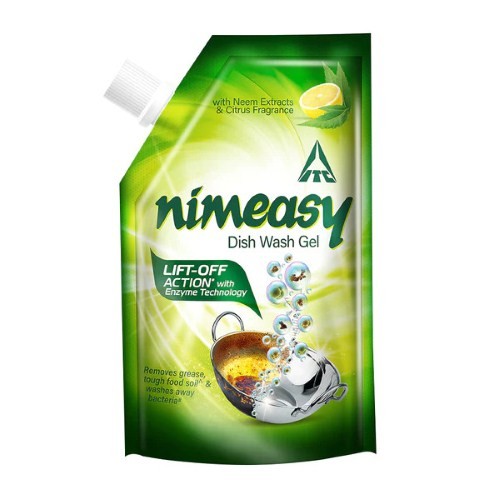 with Neem Extracts
& Citrus Fragrance
ITC
nimeasy
Dish Wash Gel
LIFT-OFF
ACTION* with
Enzyme Technology
Removes grease,
tough food soil^ &
washes away
bacteria#